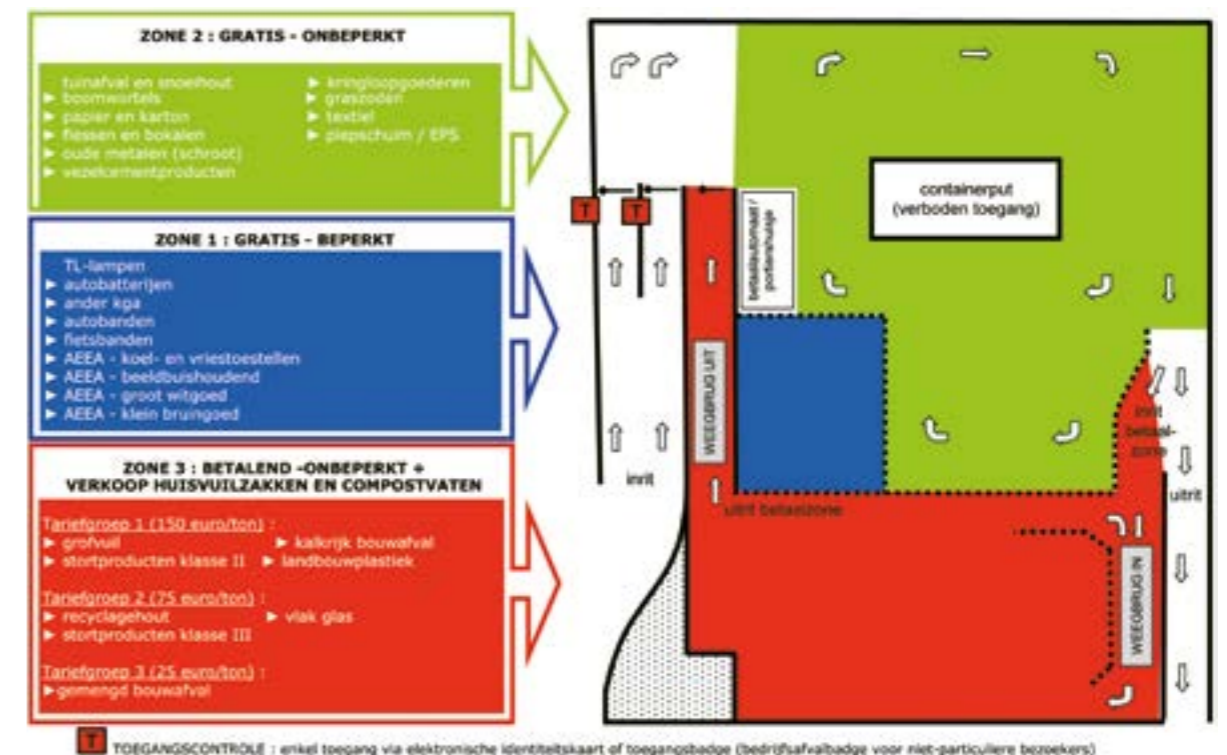 ZONE 2 : GRATIS - ONBEPERKT
tuinafval en snoeihout
► boomwortels
► papier en karton
► flessen en bokalen
► oude metalen (schroot)
► vezelcementproducten
► kringloopgoederen
► graszoden
► textiel
► piepschuim / EPS
ZONE 1 : GRATIS - BEPERKT
TL-lampen
► autobatterijen
► ander kga
► autobanden
► fietsbanden
► AEEA - koel- en vriestoestellen
► AEEA - beeldbuishoudend
► AEEA - groot witgoed
► AEEA - klein bruingoed
ZONE 3 : BETALEND -ONBEPERKT +
VERKOOP HUISVUILZAKKEN EN COMPOSTVATEN
Tariefgroep 1 (150 euro/ton) :
► grofvuil ► kalkrijk bouwafval
► stortproducten klasse II ► landbouwplastiek
Tariefgroep 2 (75 euro/ton) :
► recyclagehout ► vlak glas
► stortproducten klasse III
Tariefgroep 3 (25 euro/ton) :
►gemengd bouwafval
containerput
(verboden toegang)
T
T
betaalautomaat /
portiershuisje
WEEGBRUG UIT
inrit
uitrit betaalzone
inrit
betaal-
zone
uitrit
WEEGBRUG IN
T TOEGANGSCONTROLE : enkel toegang via elektronische identiteitskaart of toegangsbadge (bedrijfsafvalbadge voor niet-particuliere bezoekers)